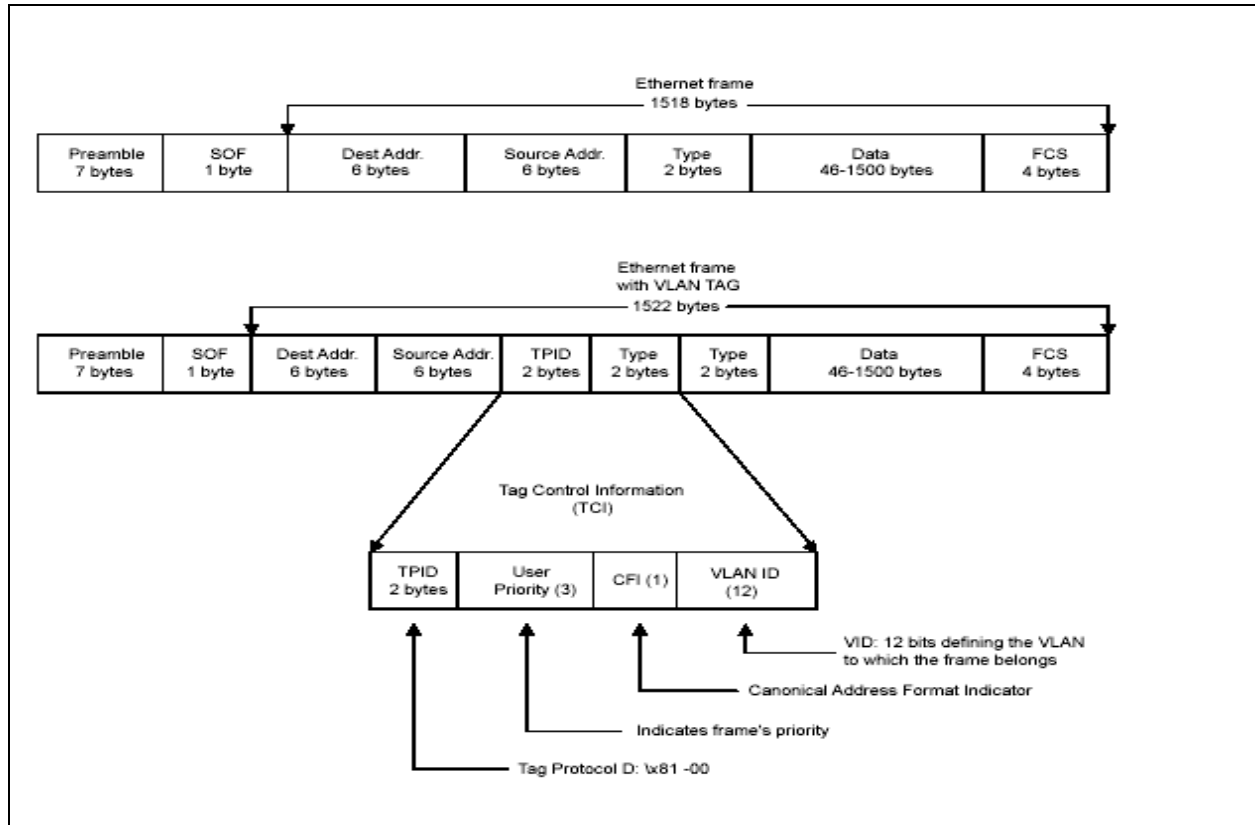 Ethernet frame
1518 bytes
Preamble
7 bytes
SOF
1 byte
Dest Addr.
6 bytes
Source Addr.
6 bytes
Type
2 bytes
Data
46-1500 bytes
FCS
4 bytes
Ethernet frame
with VLAN TAG
1522 bytes
Preamble
7 bytes
SOF
1 byte
Dest Addr.
6 bytes
Source Addr.
6 bytes
TPID
2 bytes
Type
2 bytes
Type
2 bytes
Data
46-1500 bytes
FCS
4 bytes
Tag Control Information
(TCI)
TPID
2 bytes
User
Priority (3)
CFI (1)
VLAN ID
(12)
VID: 12 bits defining the VLAN
to which the frame belongs
Canonical Address Format Indicator
Indicates frame's priority
Tag Protocol D: \x81 -00